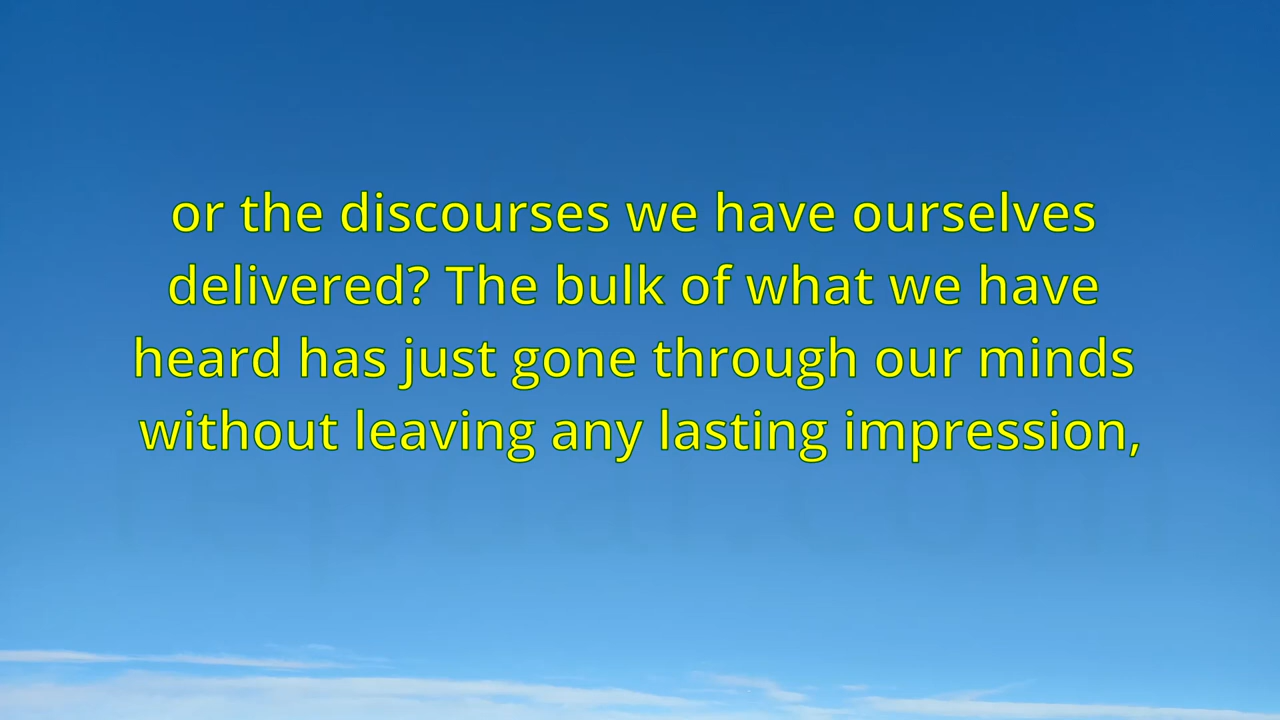 or the discourses we have ourselves
delivered? The bulk of what we have
heard has just gone through our minds
without leaving any lasting impression,